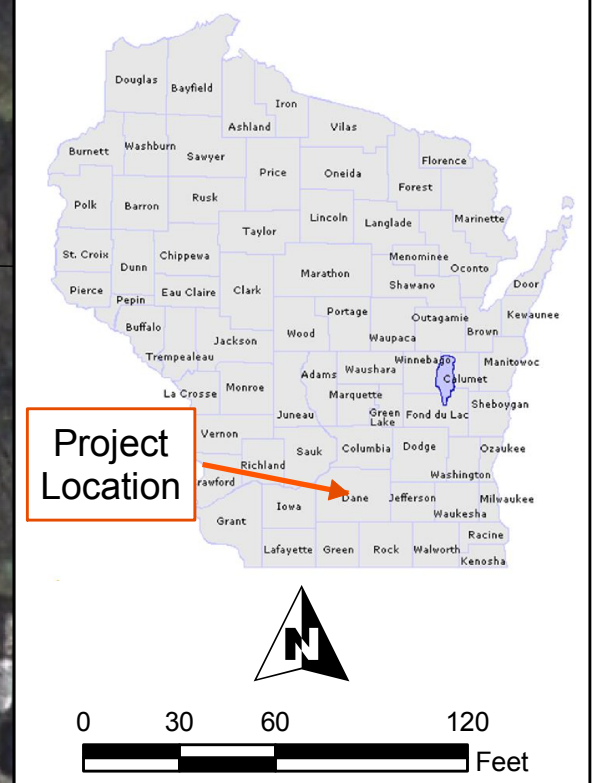 Douglas
Bayfield
Iron
Ashland
Vilas
Burnett
Washburn
Sawyer
Florence
Price
Oneida
Forest
Polk
Barron
Rusk
Lincoln
Langlade
Marinette
Taylor
St. Croix
Dunn
Chippewa
Menominee
Oconto
Marathon
Shawano
Door
Pierce
Pepin
Eau Claire
Clark
Portage
Outagamie
Kewaunee
Buffalo
Jackson
Wood
Waupaca
Brown
Trempealeau
Winnebago
Manitowoc
Adams
Waushara
Calumet
La Crosse
Monroe
Marquette
Sheboygan
Juneau
Green
Lake
Fond du Lac
Vernon
Project
Location
Sauk
Columbia
Dodge
Ozaukee
Richland
Washington
rawford
Dane
Jefferson
Milwaukee
Iowa
Waukesha
Grant
Racine
Lafayette
Green
Rock
Walworth
Kenosha
N
0 30 60 120
Feet